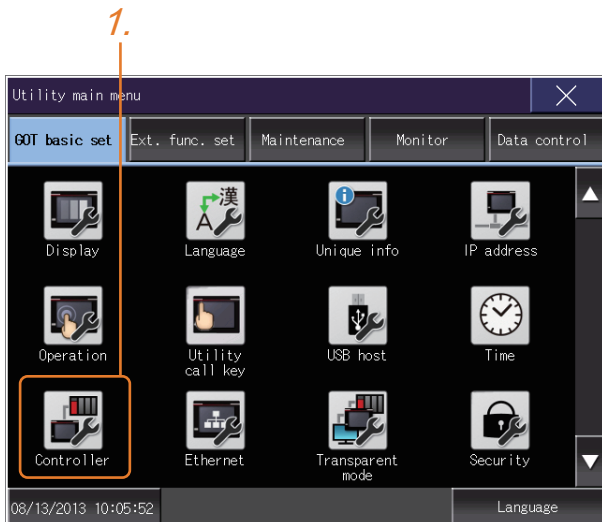 1.
Utility main menu
GOT basic set Ext. func. set Maintenance Monitor Data control
漢
A
Display Language Unique info IP address
Operation Utility call key USB host Time
Controller Ethernet Transparent mode Security
08/13/2013 10:05:52 Language